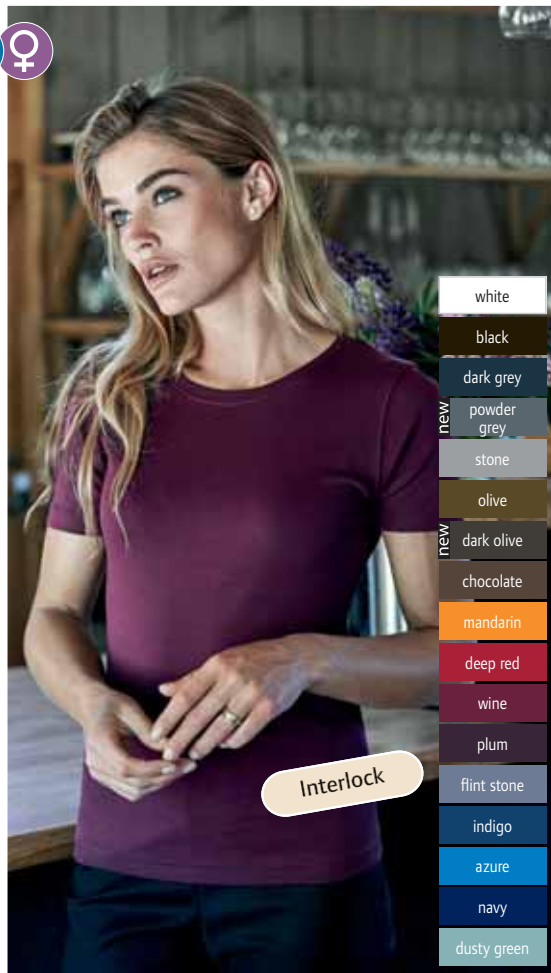 white
black
dark grey
new
powder
grey
stone
olive
new
dark olive
chocolate
mandarin
deep red
wine
plum
Interlock
flint stone
indigo
azure
navy
dusty green